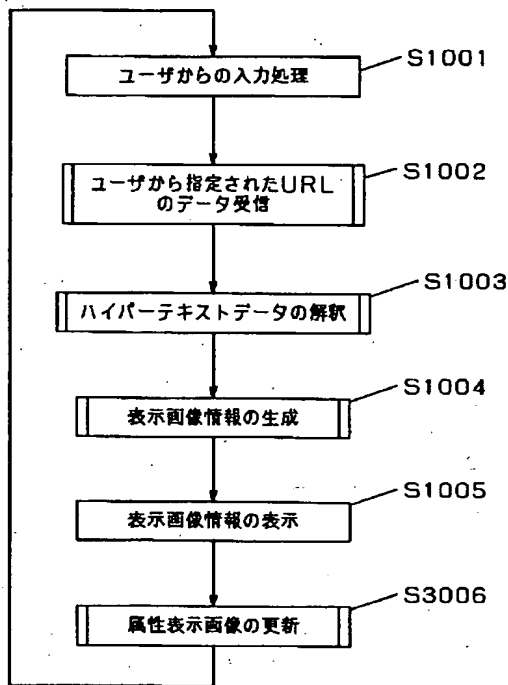 S1001
ユーザからの入力処理
S1002
ユーザから指定されたURL
のデータ受信
S1003
ハイパーテキストデータの解釈
S1004
表示画像情報の生成
S1005
表示画像情報の表示
S3006
属性表示画像の更新